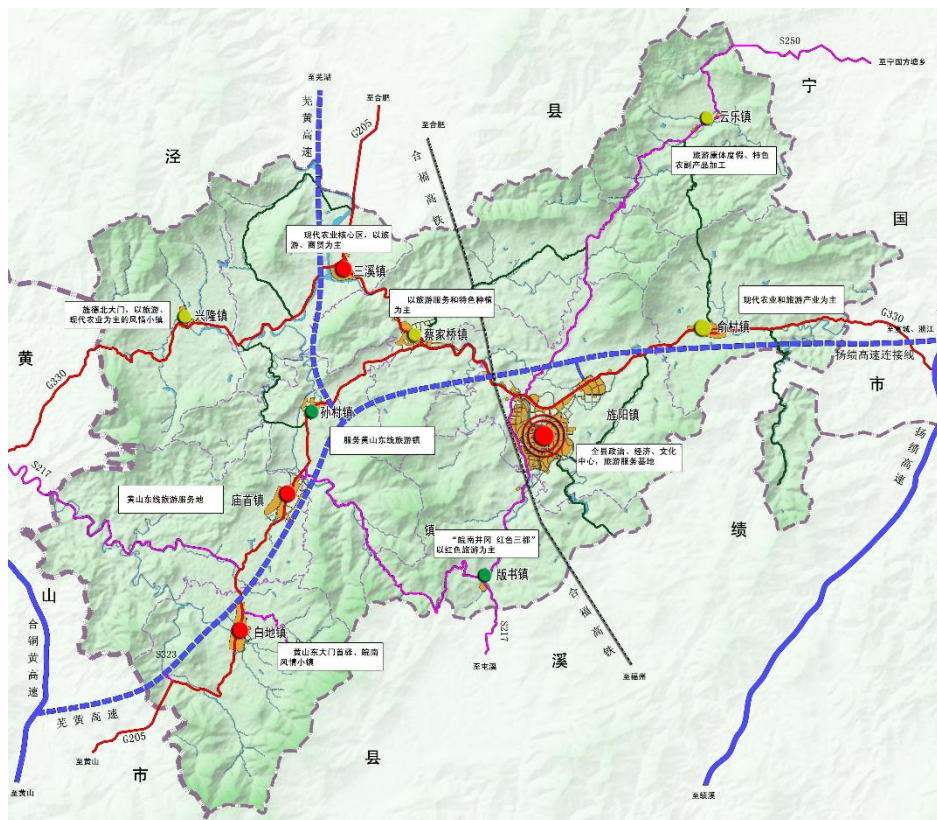 S250
至宁国方塘乡
宁
至芜湖
至合肥
G205
芜黄高速
县
至合肥
合福高铁
云乐镇
旅游康体度假、特色
农副产品加工
泾
国
现代农业核心区，以旅
游、商贸为主
三溪镇
以旅游服务和特色种植
为主
现代农业和旅游产业为主
旌德北大门，以旅游、
现代农业为主的风情小镇
兴隆镇
蔡家桥镇
俞村镇
G330
扬绩高速连接线
黄
G330
市
孙村镇
旌阳镇
服务黄山东线旅游镇
全县政治、经济、文化
中心，旅游服务基地
扬绩高速
S217
黄山东线旅游服务地
庙首镇
镇
“皖南井冈 红色三都”
以红色旅游为主
绩
版书镇
山
合铜黄高速
合福高铁
白地镇
S217
黄山东大门首驿、皖南
风情小镇
S323
至屯溪
溪
至福州
芜黄高速
G205
至黄山
市
县
至黄山
至绩溪